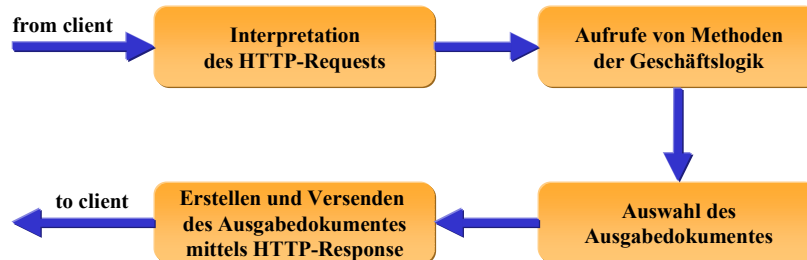 from client
Interpretation
des HTTP-Requests
Aufrufe von Methoden
der Geschäftslogik
to client
Erstellen und Versenden
des Ausgabedokumentes
mittels HTTP-Response
Auswahl des
Ausgabedokumentes